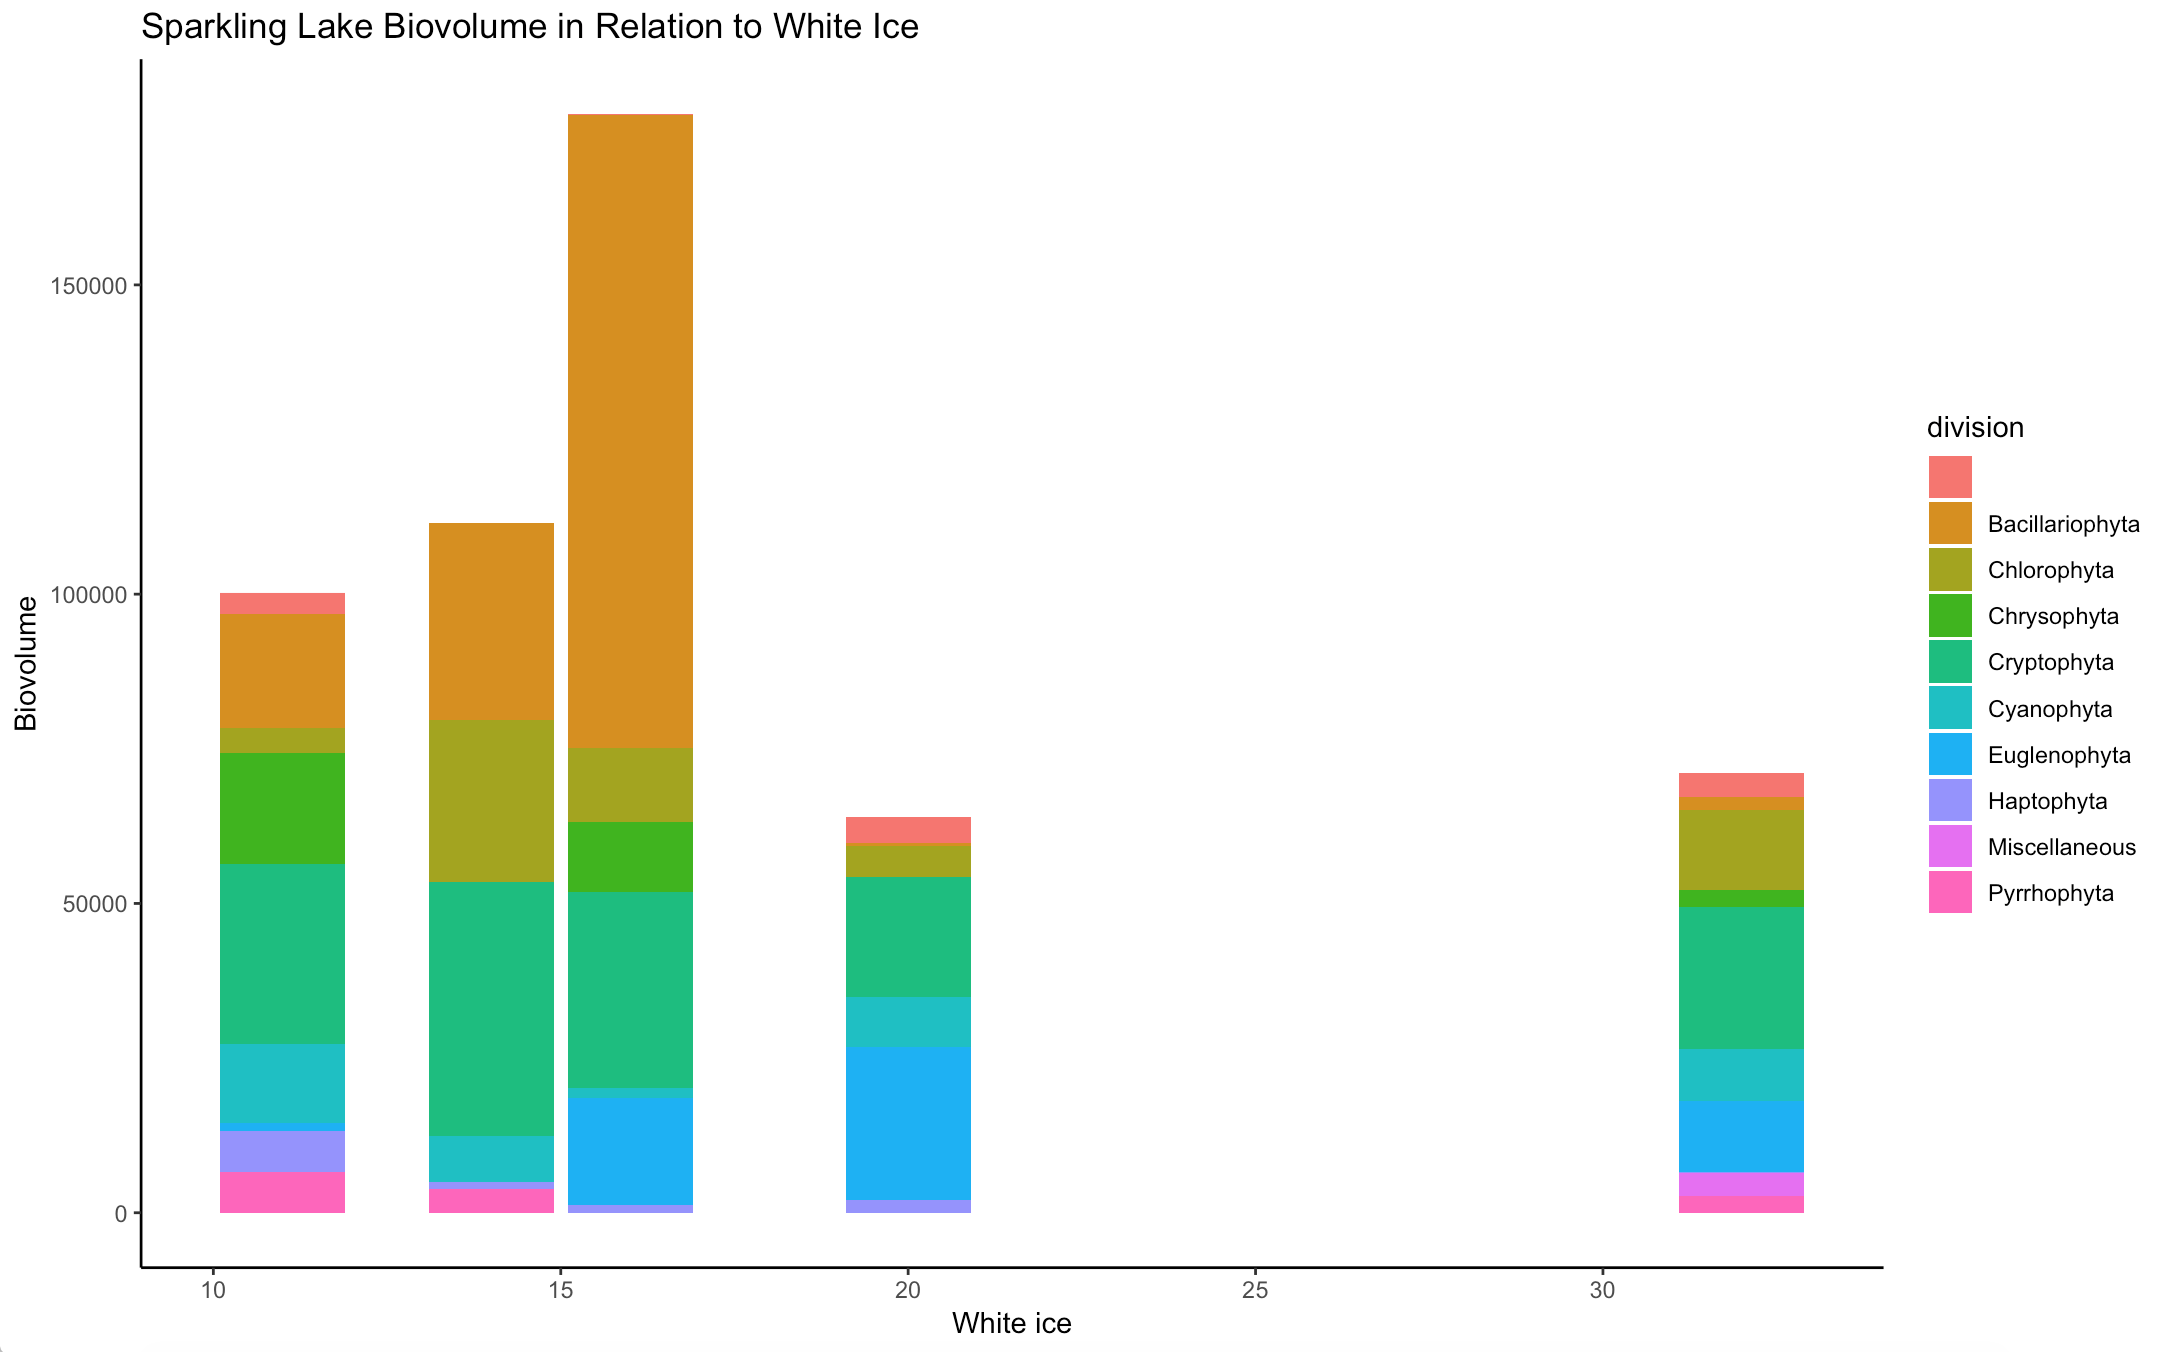 Sparkling Lake Biovolume in Relation to White Ice
Biovolume
150000
100000
50000
0
10 15 20 25 30
White ice
division
Bacillariophyta
Chlorophyta
Chrysophyta
Cryptophyta
Cyanophyta
Euglenophyta
Haptophyta
Miscellaneous
Pyrrhophyta